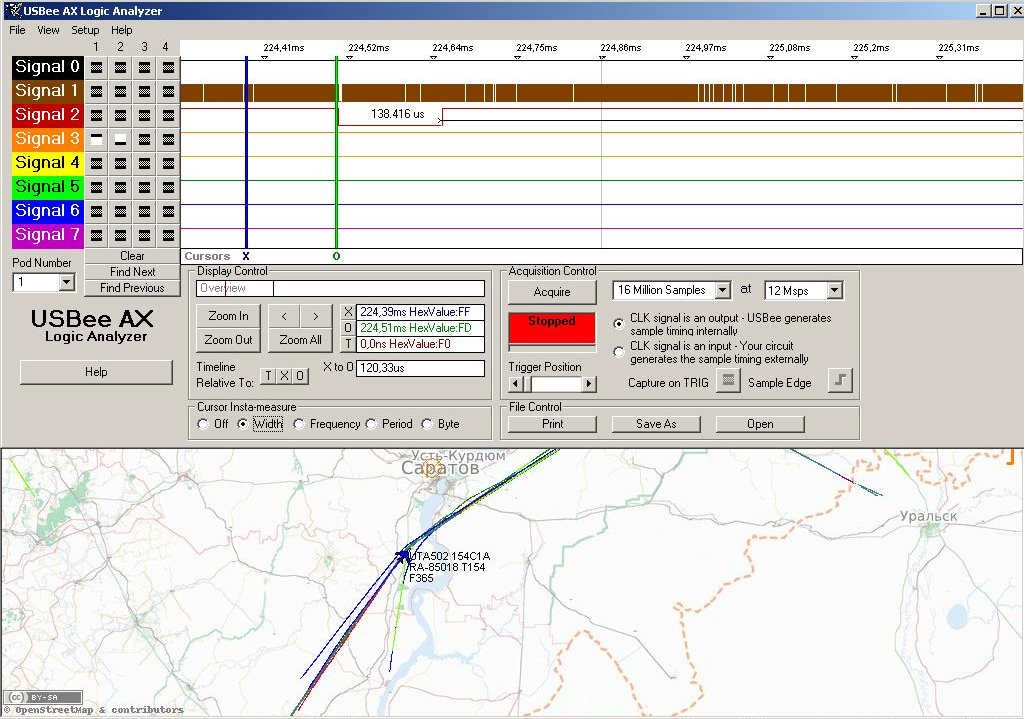 USBee AX Logic Analyzer
File View Setup Help
1 2 3 4
224,41ms 224,52ms 224,64ms 224,75ms 224,86ms 224,97ms 225,08ms 225,2ms 225,31ms
Signal 0
Signal 1
Signal 2
138.416 us
Signal 3
Signal 4
Signal 5
Signal 6
Signal 7
Cursors X O
Pod Number
1
Clear
Find Next
Find Previous
USBee AX
Logic Analyzer
Help
Display Control
Overview
Zoom In < >
Zoom Out Zoom All
X 224,39ms HexValue:FF
O 224,51ms HexValue:FD
T 0,0ns HexValue:F0
Timeline
Relative To: T X O
X to O 120,33us
Cursor Insta-measure
Off Width Frequency Period Byte
Acquisition Control
Acquire 16 Million Samples at 12 Msps
Stopped
CLK signal is an output - USBee generates
sample timing internally
CLK signal is an input - Your circuit
generates the sample timing externally
Trigger Position
Capture on TRIG Sample Edge
File Control
Print Save As Open
Усть-Курдюм
Саратов
Уральск
UTA502 154C1A
RA-85018 T154
F365
cc BY-SA
© OpenStreetMap & contributors